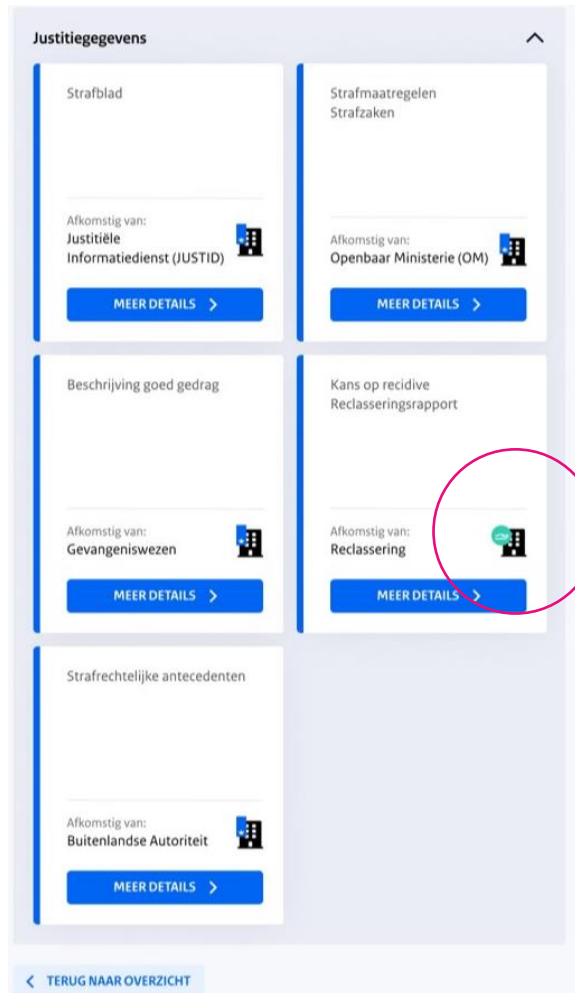 Justitiegegevens
Strafblad
Afkomstig van:
Justitiële
Informatiedienst (JUSTID)
MEER DETAILS
Strafmaatregelen
Strafzaken
Afkomstig van:
Openbaar Ministerie (OM)
MEER DETAILS
Beschrijving goed gedrag
Afkomstig van:
Gevangeniswezen
MEER DETAILS
Kans op recidive
Reclasseringsrapport
Afkomstig van:
Reclassering
MEER DETAILS
Strafrechtelijke antecedenten
Afkomstig van:
Buitenlandse Autoriteit
MEER DETAILS
TERUG NAAR OVERZICHT